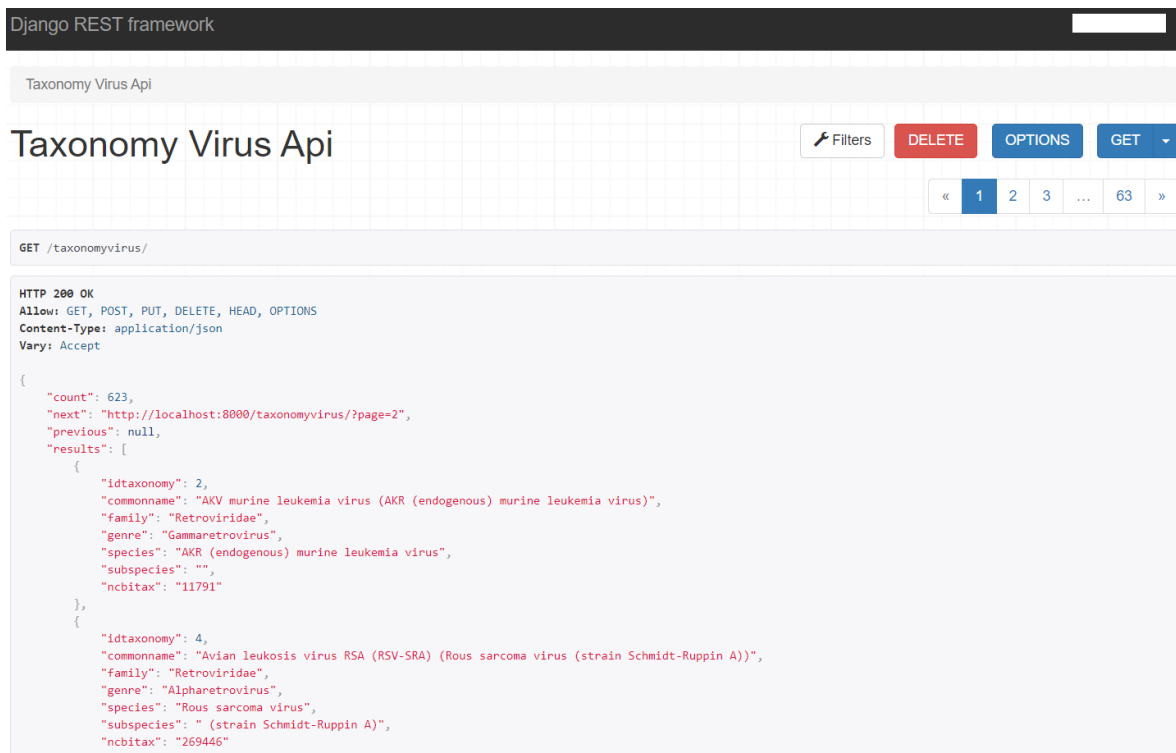 Django REST framework
Taxonomy Virus Api
Taxonomy Virus Api
Filters DELETE OPTIONS GET
« 1 2 3 ... 63 »
GET /taxonomyvirus/
HTTP 200 OK
Allow: GET, POST, PUT, DELETE, HEAD, OPTIONS
Content-Type: application/json
Vary: Accept
{
    "count": 623,
    "next": "http://localhost:8000/taxonomyvirus/?page=2",
    "previous": null,
    "results": [
        {
            "idtaxonomy": 2,
            "commonname": "AKV murine leukemia virus (AKR (endogenous) murine leukemia virus)",
            "family": "Retroviridae",
            "genre": "Gammaretrovirus",
            "species": "AKR (endogenous) murine leukemia virus",
            "subspecies": "",
            "ncbitax": "11791"
        },
        {
            "idtaxonomy": 4,
            "commonname": "Avian leukosis virus RSA (RSV-SRA) (Rous sarcoma virus (strain Schmidt-Ruppin A))",
            "family": "Retroviridae",
            "genre": "Alpharetrovirus",
            "species": "Rous sarcoma virus",
            "subspecies": " (strain Schmidt-Ruppin A)",
            "ncbitax": "269446"